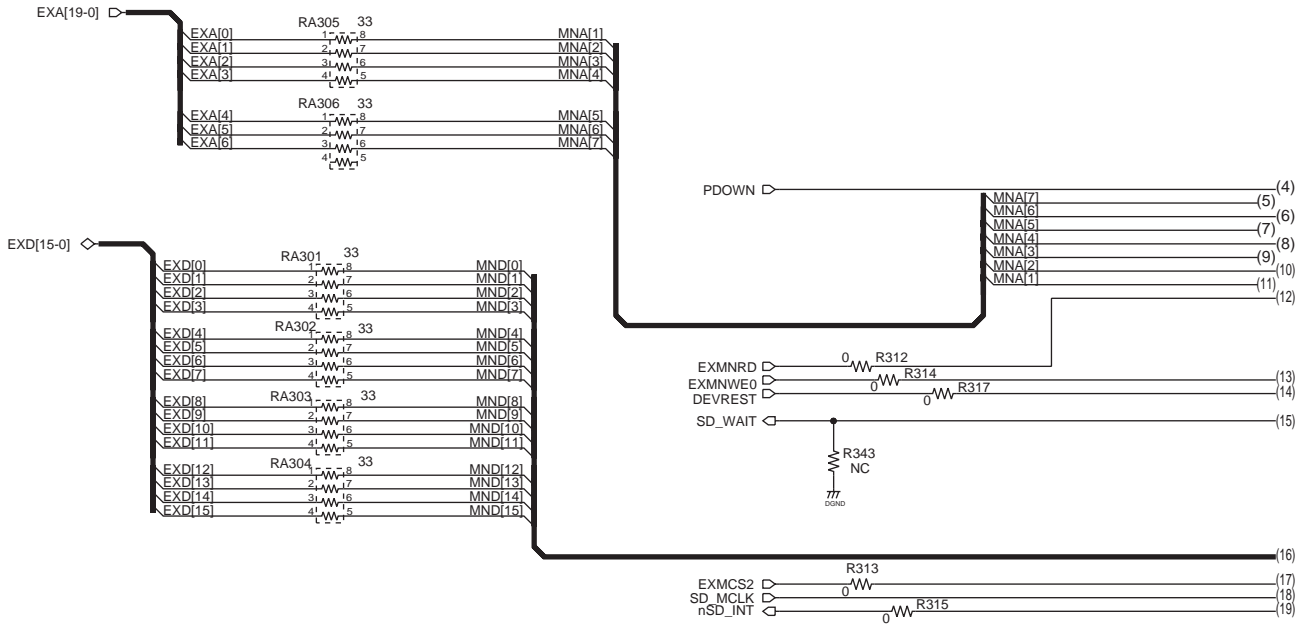 EXA[19-0]
RA305 33
EXA[0] 1 8 MNA[1]
EXA[1] 2 7 MNA[2]
EXA[2] 3 6 MNA[3]
EXA[3] 4 5 MNA[4]
RA306 33
EXA[4] 1 8 MNA[5]
EXA[5] 2 7 MNA[6]
EXA[6] 3 6 MNA[7]
4 5
PDOWN (4)
MNA[7] (5)
MNA[6] (6)
MNA[5] (7)
MNA[4] (8)
MNA[3] (9)
MNA[2] (10)
MNA[1] (11)
(12)
EXD[15-0]
RA301 33
EXD[0] 1 8 MND[0]
EXD[1] 2 7 MND[1]
EXD[2] 3 6 MND[2]
EXD[3] 4 5 MND[3]
RA302 33
EXD[4] 1 8 MND[4]
EXD[5] 2 7 MND[5]
EXD[6] 3 6 MND[6]
EXD[7] 4 5 MND[7]
RA303 33
EXD[8] 1 8 MND[8]
EXD[9] 2 7 MND[9]
EXD[10] 3 6 MND[10]
EXD[11] 4 5 MND[11]
RA304 33
EXD[12] 1 8 MND[12]
EXD[13] 2 7 MND[13]
EXD[14] 3 6 MND[14]
EXD[15] 4 5 MND[15]
EXMNRD 0 R312
EXMNWE0 0 R314 (13)
DEVREST 0 R317 (14)
SD_WAIT (15)
R343
NC
DGND
(16)
R313
EXMCS2 0 (17)
SD_MCLK (18)
nSD_INT 0 R315 (19)